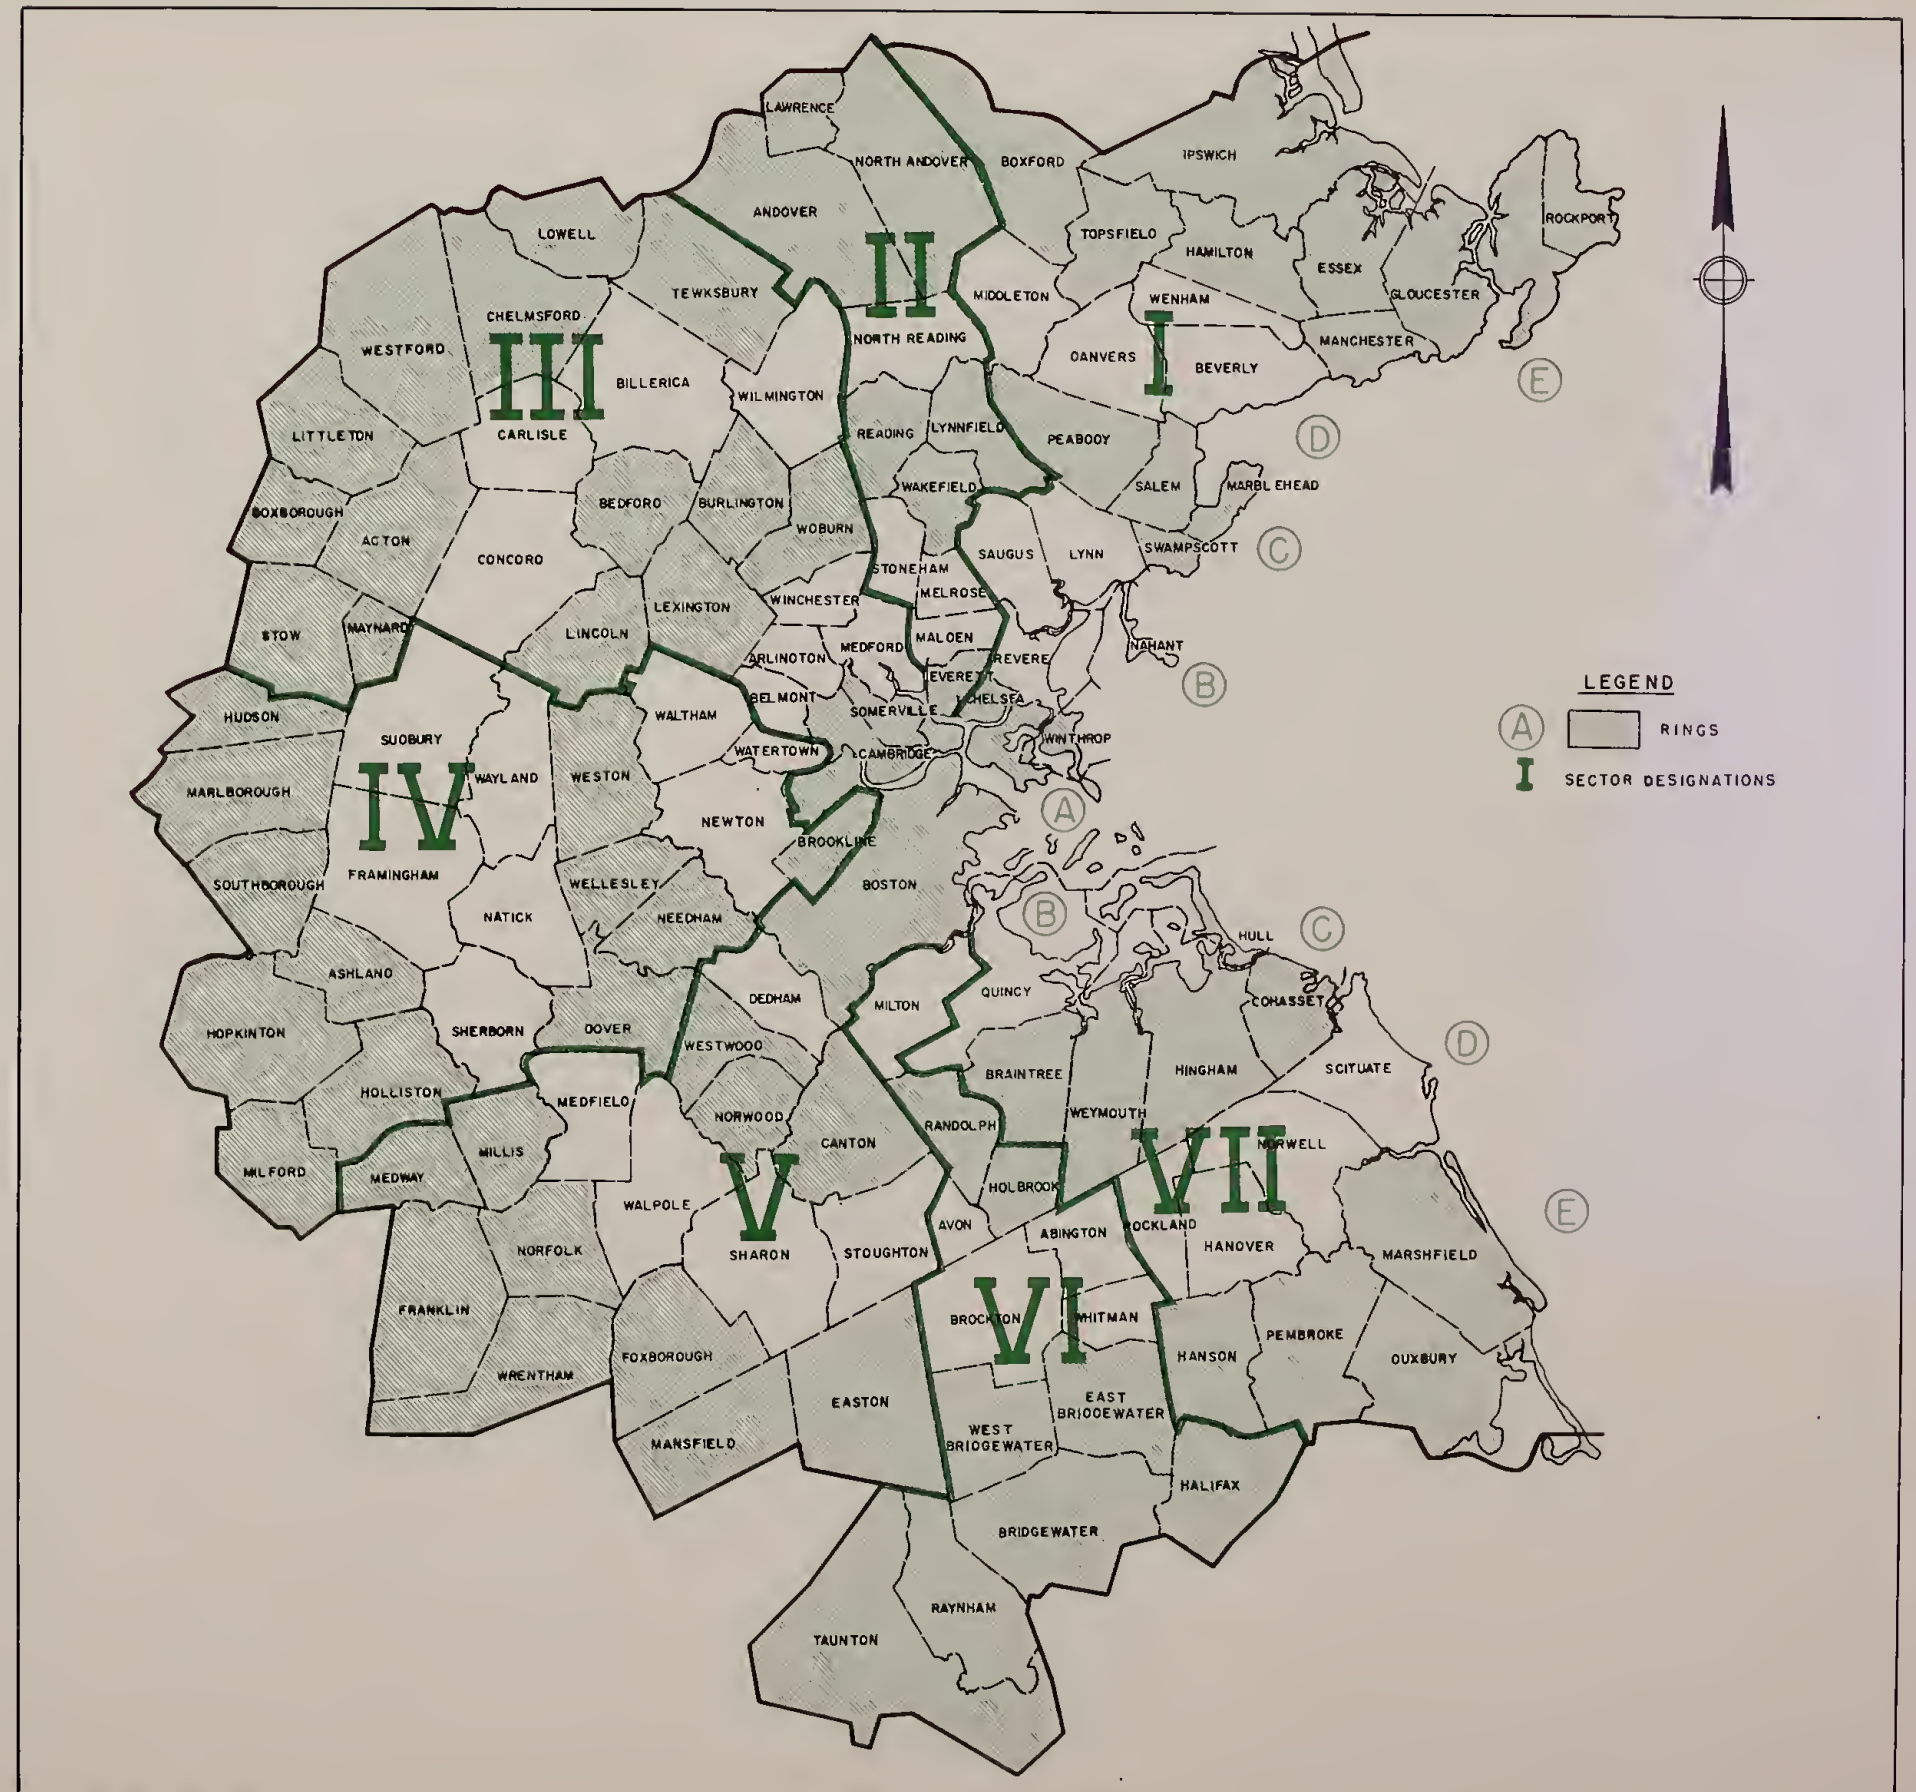 LAWRENCE
NORTH ANDOVER
BOXFORD
IPSWICH
ANDOVER
ROCKPORT
LOWELL
TOPSFIELD
HAMILTON
ESSEX
II
TEWKSBURY
MIDDLETON
WENHAM
GLOUCESTER
CHELMSFORD
WESTFORD
NORTH READING
I
DANVERS
BEVERLY
MANCHESTER
III
BILLERICA
WILMINGTON
E
LITTLETON
CARLISLE
READING
LYNNFIELD
PEABODY
D
BOXBOROUGH
BEDFORD
BURLINGTON
WAKEFIELD
SALEM
MARBLEHEAD
ACTON
WOBURN
CONCORD
STONEHAM
SAUGUS
LYNN
SWAMPSCOTT
C
LEXINGTON
WINCHESTER
MELROSE
STOW
MAYNARD
LINCOLN
MEDFORD
MALDEN
ARLINGTON
REVERE
NAHANT
EVERETT
B
BELMONT
CHELSEA
HUDSON
WALTHAM
SOMERVILLE
SUDBURY
WATERTOWN
CAMBRIDGE
WINTHROP
LEGEND
A RINGS
I SECTOR DESIGNATIONS
WAYLAND
WESTON
MARLBOROUGH
IV
NEWTON
A
BROOKLINE
FRAMINGHAM
SOUTHBOROUGH
WELLESLEY
BOSTON
NATICK
NEEDHAM
B
HULL
C
ASHLAND
DEDHAM
MILTON
QUINCY
COHASSET
HOPKINTON
SHERBORN
DOVER
WESTWOOD
D
BRAINTREE
HINGHAM
SCITUATE
HOLLISTON
MEDFIELD
NORWOOD
RANDOLPH
WEYMOUTH
CANTON
NORWELL
MILFORD
MEDWAY
MILLIS
V
HOLBROOK
VII
WALPOLE
AVON
ABINGTON
ROCKLAND
E
NORFOLK
SHARON
STOUGHTON
HANOVER
MARSHFIELD
FRANKLIN
BROCKTON
VI
WHITMAN
PEMBROKE
WRENTHAM
FOXBOROUGH
HANSON
DUXBURY
EASTON
EAST
BRIDGEWATER
MANSFIELD
WEST
BRIDGEWATER
HALIFAX
BRIDGEWATER
RAYNHAM
TAUNTON